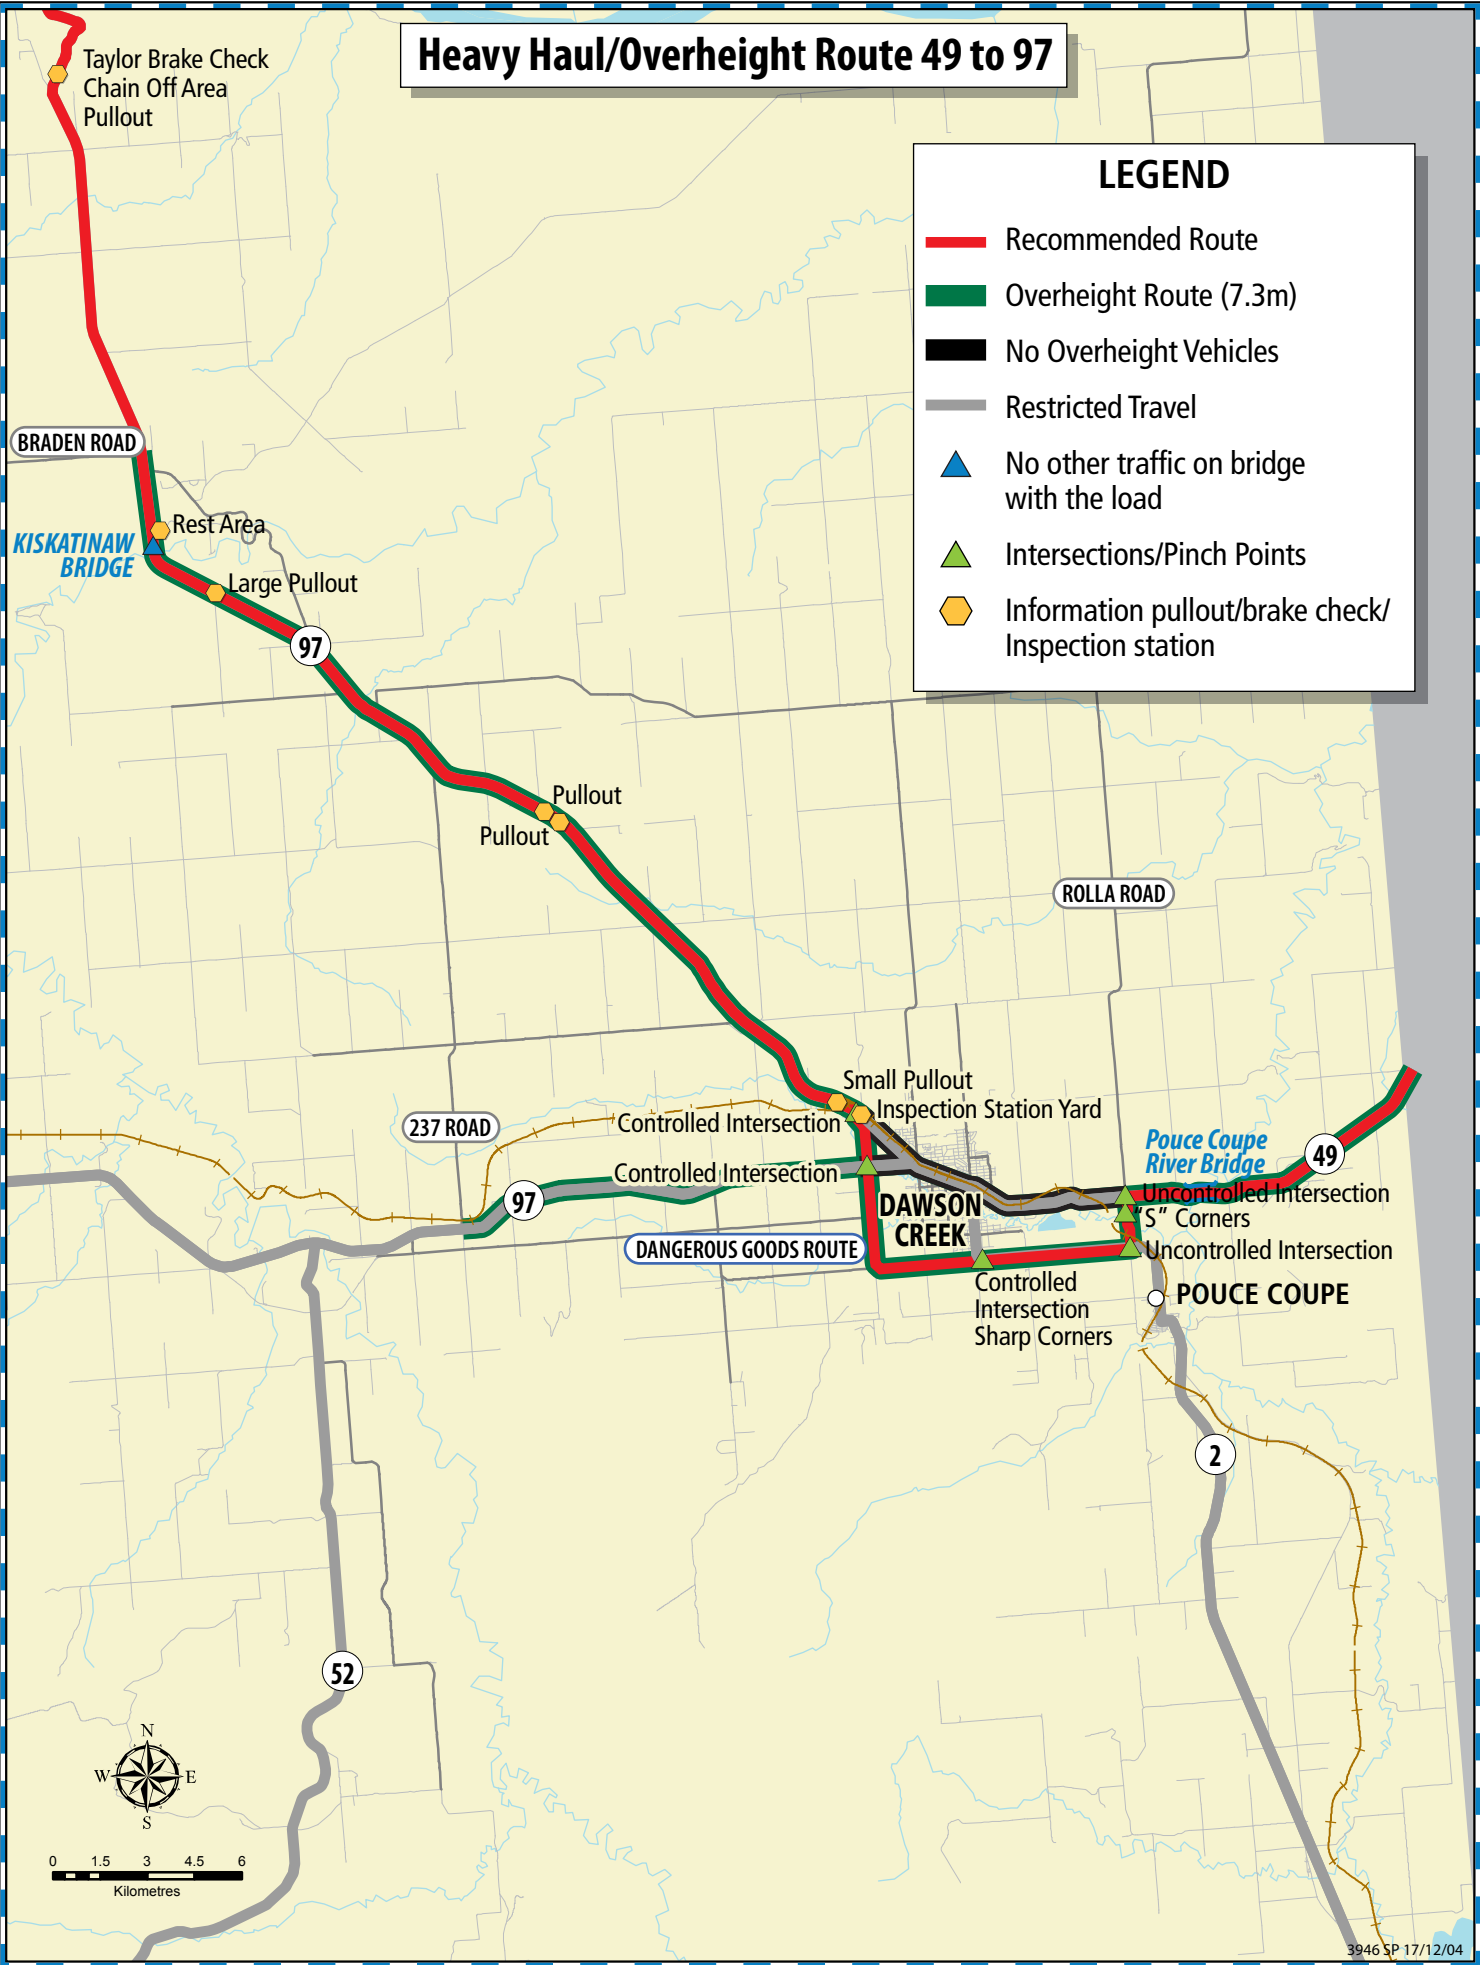 Heavy Haul/Overheight Route 49 to 97
Taylor Brake Check
Chain Off Area
Pullout
LEGEND
Recommended Route
Overheight Route (7.3m)
No Overheight Vehicles
Restricted Travel
No other traffic on bridge
with the load
Intersections/Pinch Points
Information pullout/brake check/
Inspection station
BRADEN ROAD
Rest Area
KISKATINAW
BRIDGE
Large Pullout
97
Pullout
Pullout
ROLLA ROAD
Small Pullout
Inspection Station Yard
Controlled Intersection
237 ROAD
Pouce Coupe
River Bridge
49
Controlled Intersection
97
Uncontrolled Intersection
"S" Corners
DAWSON
CREEK
DANGEROUS GOODS ROUTE
Uncontrolled Intersection
Controlled
Intersection
Sharp Corners
POUCE COUPE
2
52
N
W
E
S
0 1.5 3 4.5 6
Kilometres
3946 SP 17/12/04